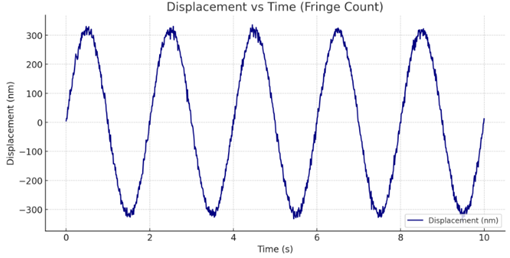 Displacement vs Time (Fringe Count)
Displacement (nm)
300
200
100
0
−100
−200
−300
0 2 4 6 8 10
Time (s)
Displacement (nm)